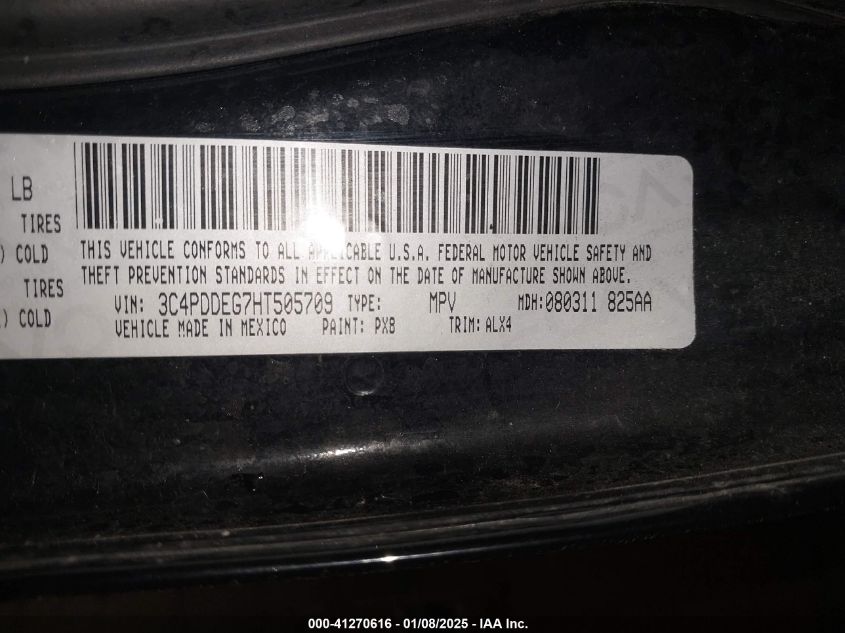 LB
TIRES
) COLD
TIRES
) COLD
THIS VEHICLE CONFORMS TO ALL APPLICABLE U.S.A. FEDERAL MOTOR VEHICLE SAFETY AND
THEFT PREVENTION STANDARDS IN EFFECT ON THE DATE OF MANUFACTURE SHOWN ABOVE.
VIN: 3C4PDDEG7HT505709 TYPE: MPV MDH: 080311 825AA
VEHICLE MADE IN MEXICO PAINT: PX8 TRIM: ALX4
000-41270616 - 01/08/2025 - IAA Inc.